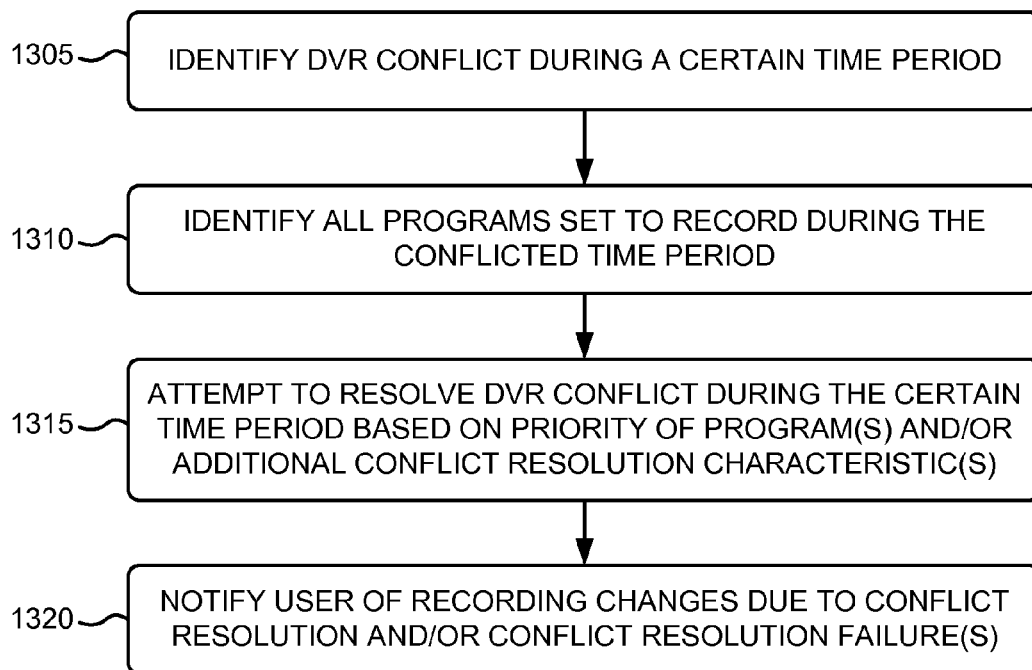 1305
IDENTIFY DVR CONFLICT DURING A CERTAIN TIME PERIOD
1310
IDENTIFY ALL PROGRAMS SET TO RECORD DURING THE
CONFLICTED TIME PERIOD
1315
ATTEMPT TO RESOLVE DVR CONFLICT DURING THE CERTAIN
TIME PERIOD BASED ON PRIORITY OF PROGRAM(S) AND/OR
ADDITIONAL CONFLICT RESOLUTION CHARACTERISTIC(S)
1320
NOTIFY USER OF RECORDING CHANGES DUE TO CONFLICT
RESOLUTION AND/OR CONFLICT RESOLUTION FAILURE(S)